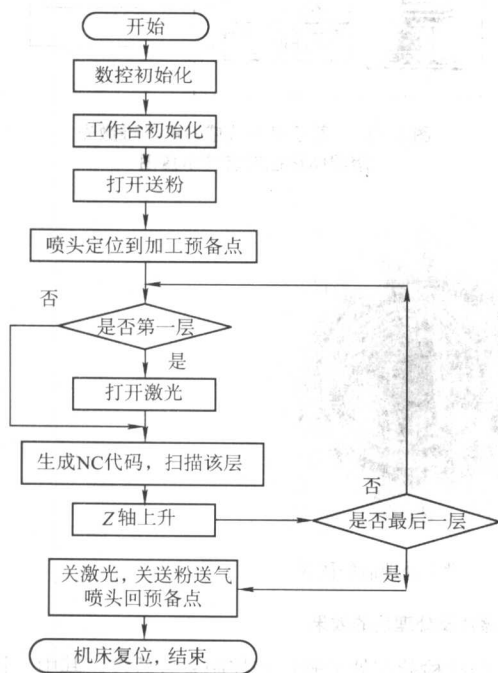 开始
数控初始化
工作台初始化
打开送粉
喷头定位到加工预备点
否
是否第一层
是
打开激光
生成NC代码，扫描该层
否
Z轴上升
是否最后一层
是
关激光，关送粉送气
喷头回预备点
机床复位，结束